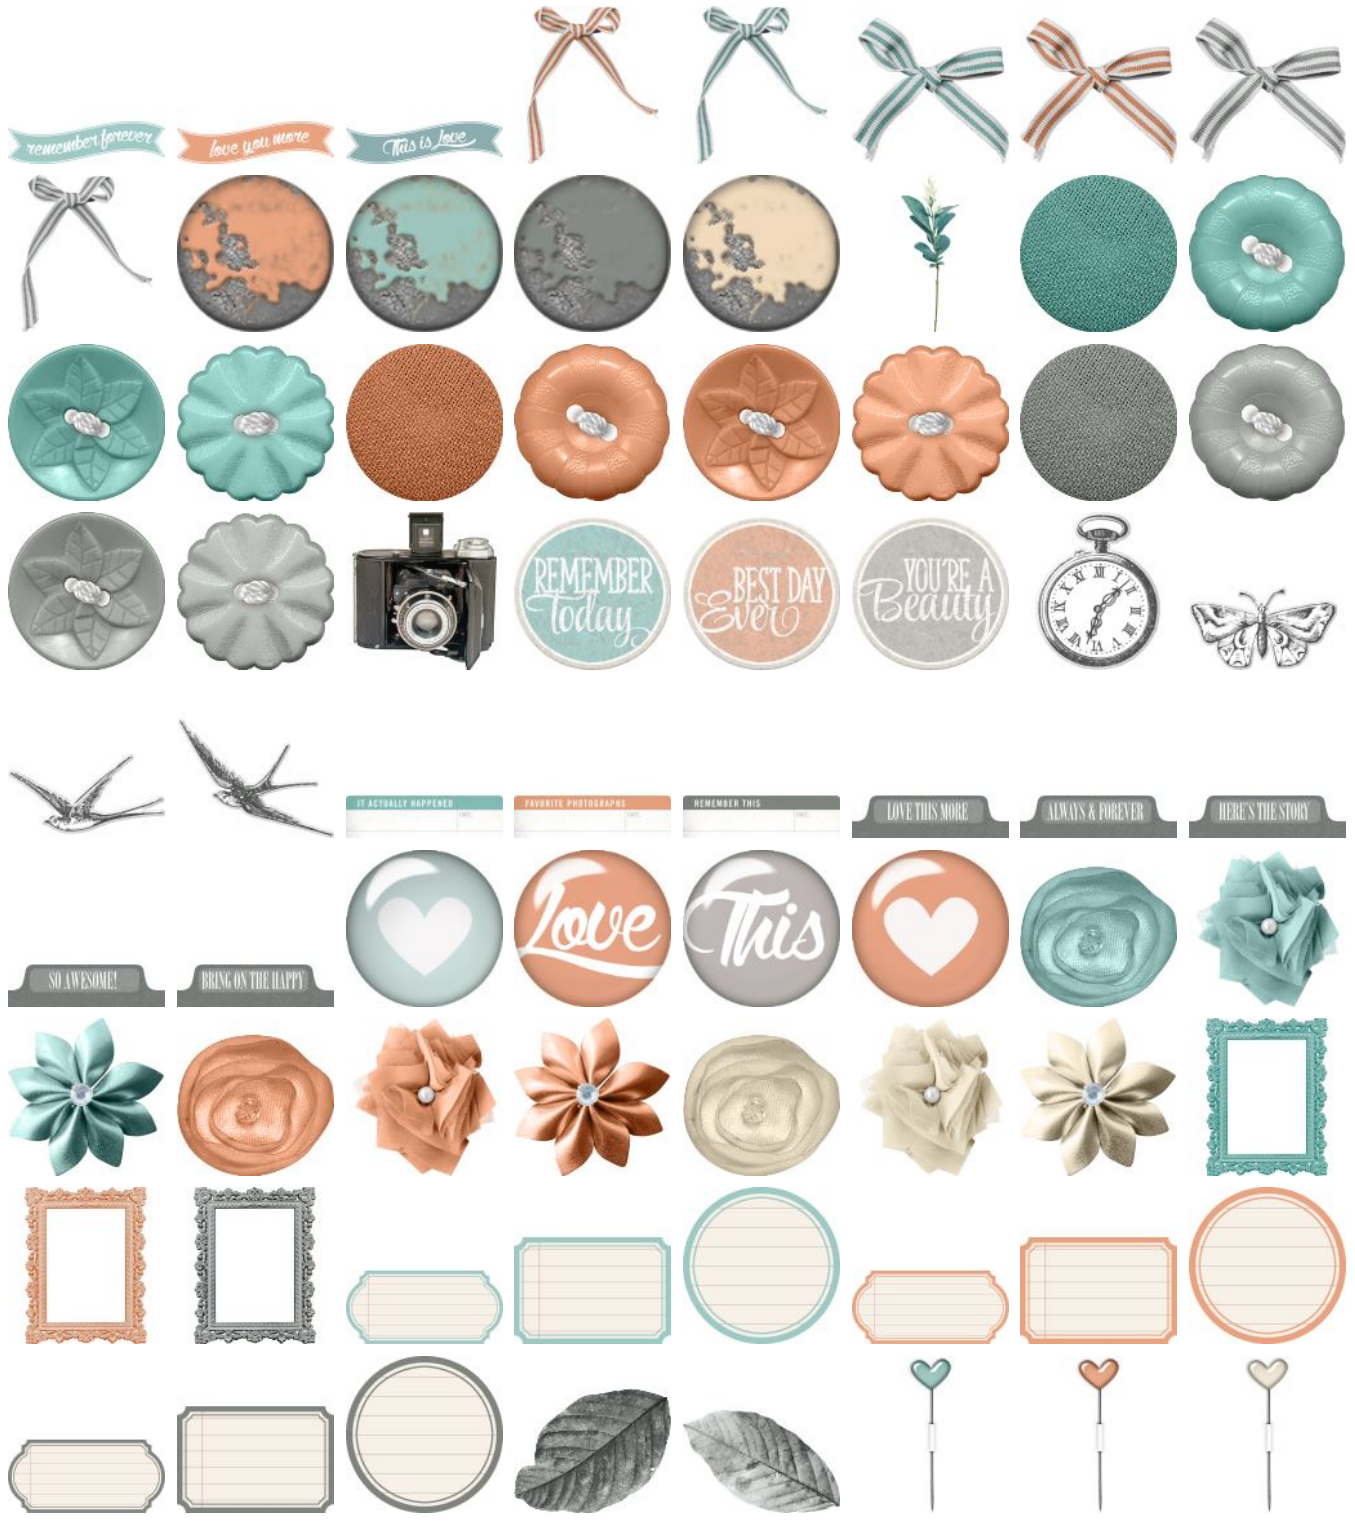 remember forever
love you more
This is Love
REMEMBER
Today
BEST DAY
Ever
YOU'RE A
Beauty
IT ACTUALLY HAPPENED
FAVORITE PHOTOGRAPHS
REMEMBER THIS
LOVE THIS MORE
ALWAYS & FOREVER
HERE'S THE STORY
SO AWESOME!
BRING ON THE HAPPY
Love
This